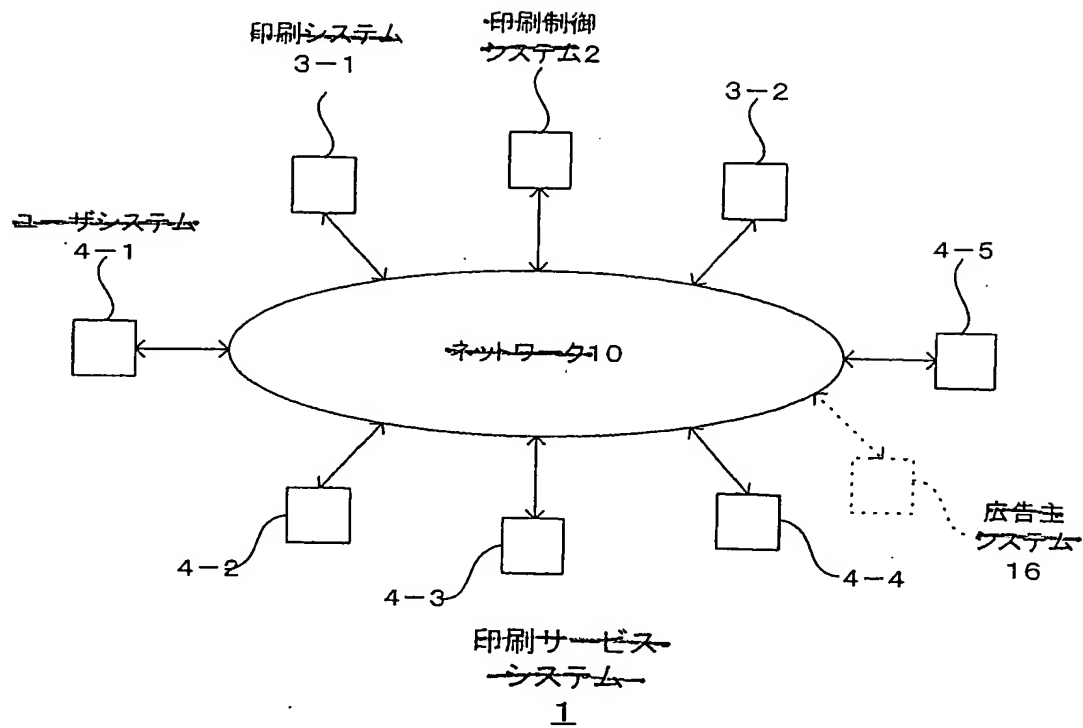 印刷システム
3-1
印刷制御
システム2
3-2
ユーザシステム
4-1
4-5
ネットワーク10
4-2
4-3
4-4
広告主
システム
16
印刷サービス
システム
1